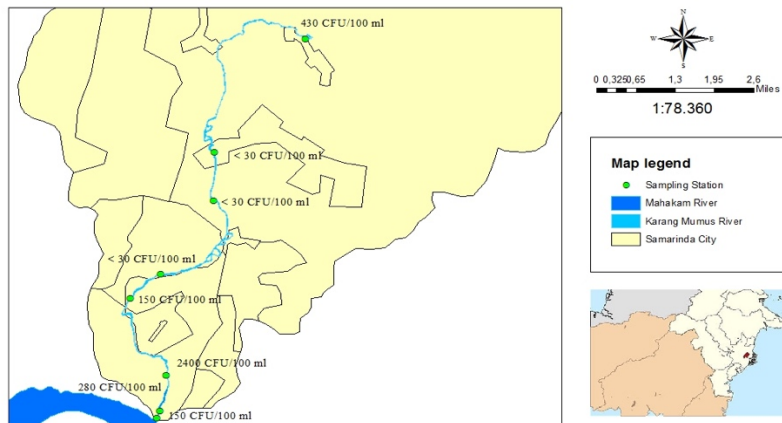 430 CFU/100 ml
< 30 CFU/100 ml
< 30 CFU/100 ml
< 30 CFU/100 ml
150 CFU/100 ml
2400 CFU/100 ml
280 CFU/100 ml
150 CFU/100 ml
N
W E
S
0 0,325 0,65 1,3 1,95 2,6
Miles
1:78.360
Map legend
Sampling Station
Mahakam River
Karang Mumus River
Samarinda City